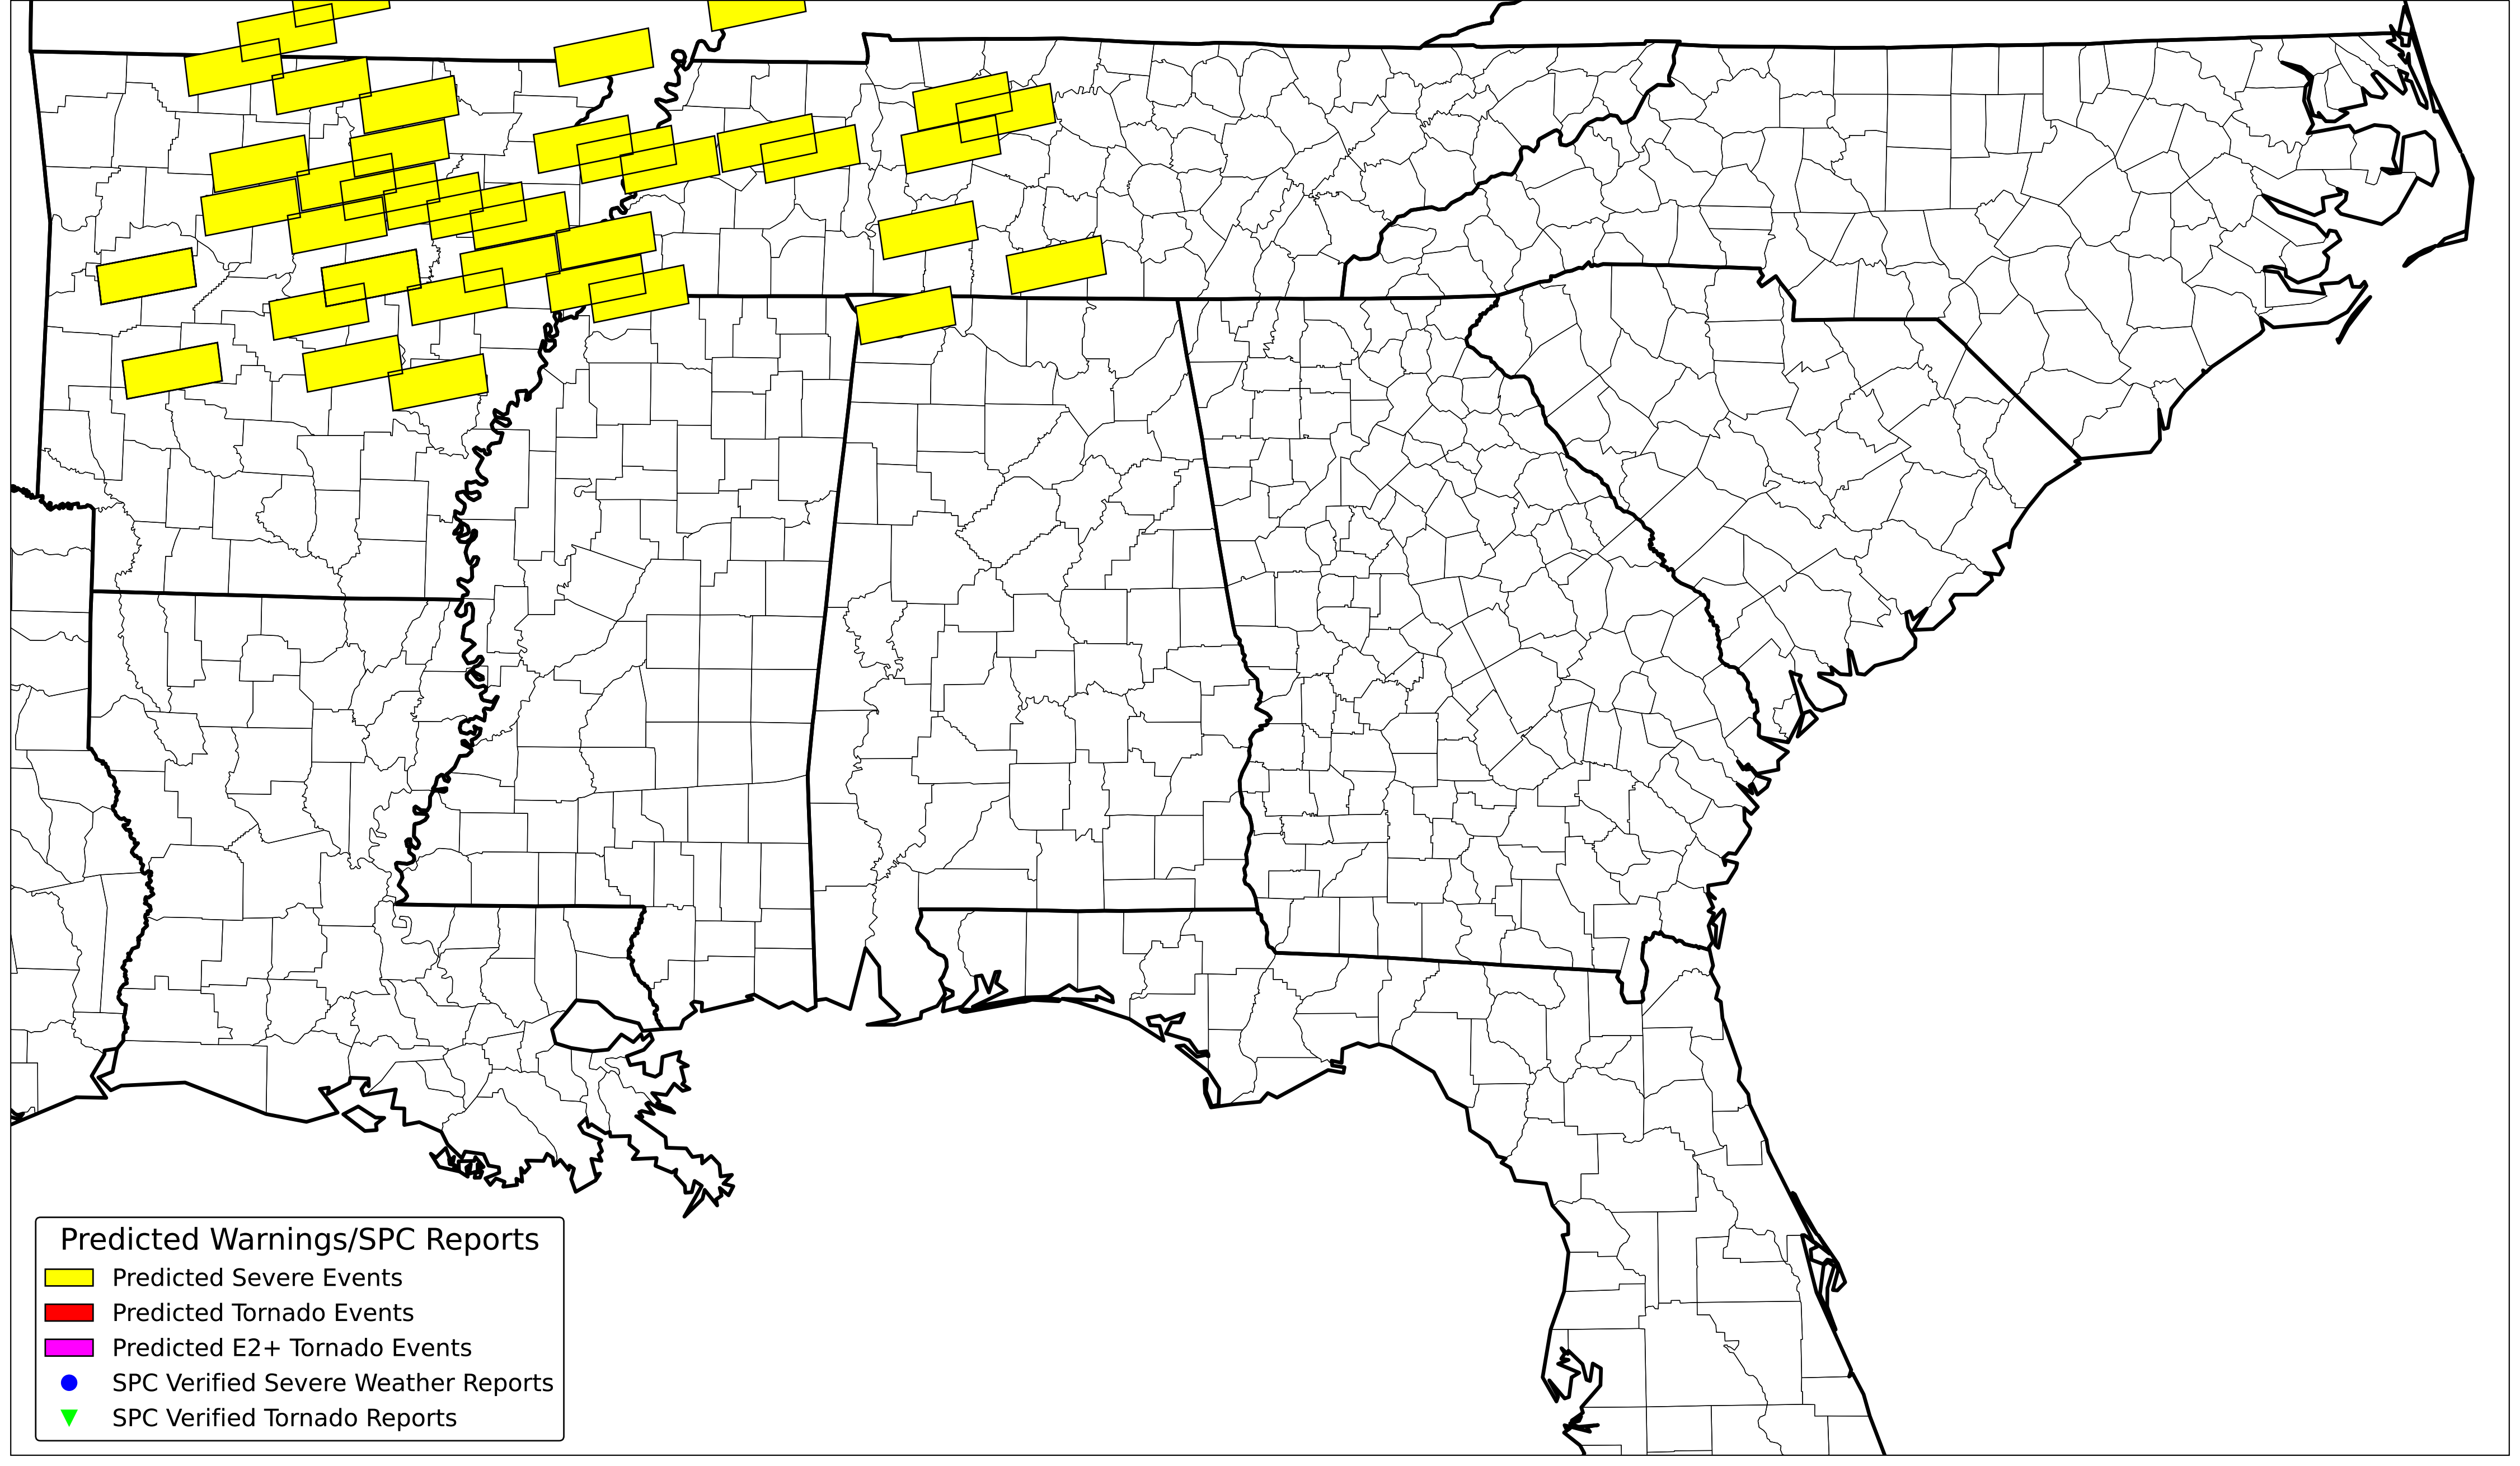 Predicted Warnings/SPC Reports
Predicted Severe Events
Predicted Tornado Events
Predicted E2+ Tornado Events
SPC Verified Severe Weather Reports
SPC Verified Tornado Reports